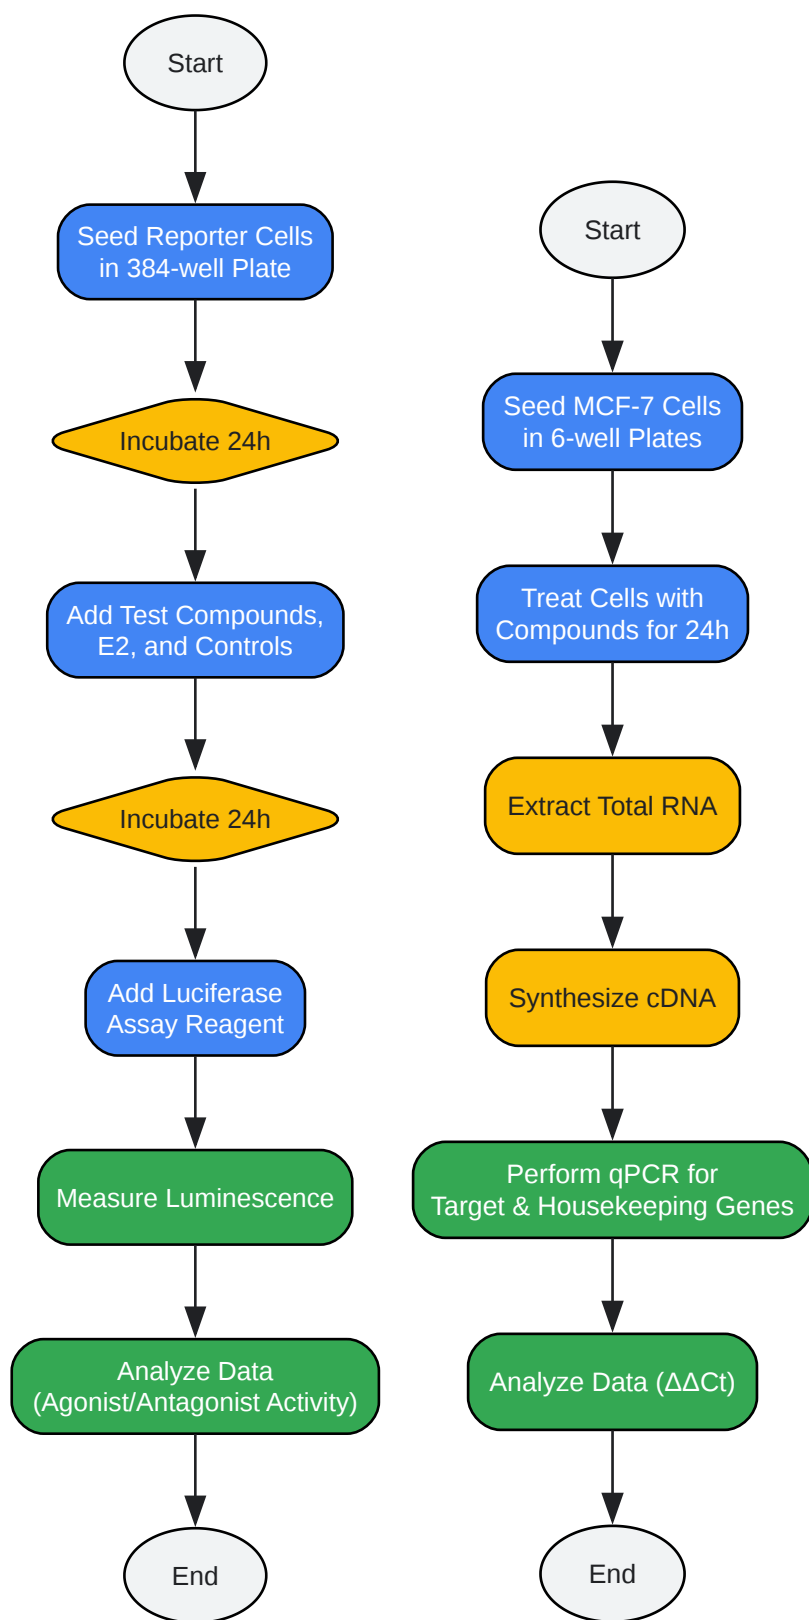 Start
Seed Reporter Cells
in 384-well Plate
Incubate 24h
Add Test Compounds,
E2, and Controls
Incubate 24h
Add Luciferase
Assay Reagent
Measure Luminescence
Analyze Data
(Agonist/Antagonist Activity)
End
Start
Seed MCF-7 Cells
in 6-well Plates
Treat Cells with
Compounds for 24h
Extract Total RNA
Synthesize cDNA
Perform qPCR for
Target & Housekeeping Genes
Analyze Data (ΔΔCt)
End